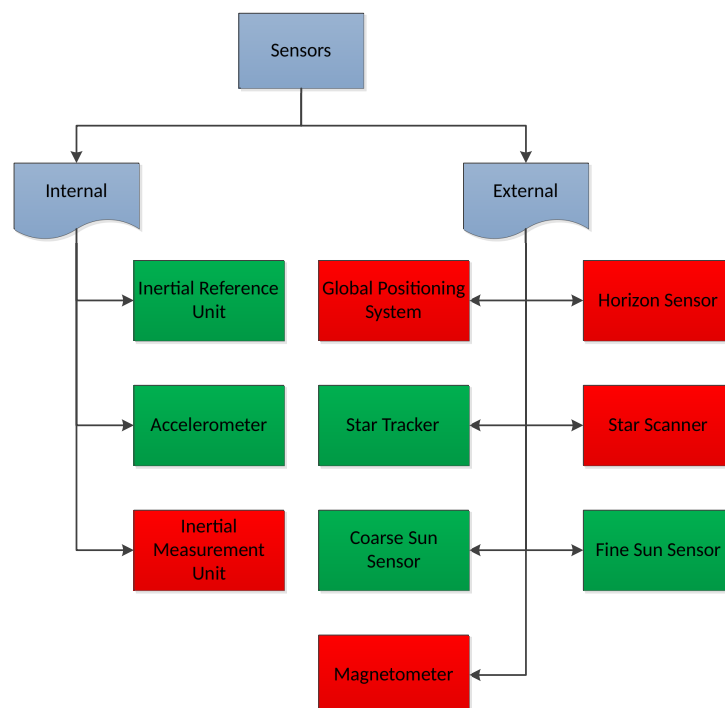 Sensors
Internal
External
Inertial Reference
Unit
Global Positioning
System
Horizon Sensor
Accelerometer
Star Tracker
Star Scanner
Inertial
Measurement
Unit
Coarse Sun
Sensor
Fine Sun Sensor
Magnetometer